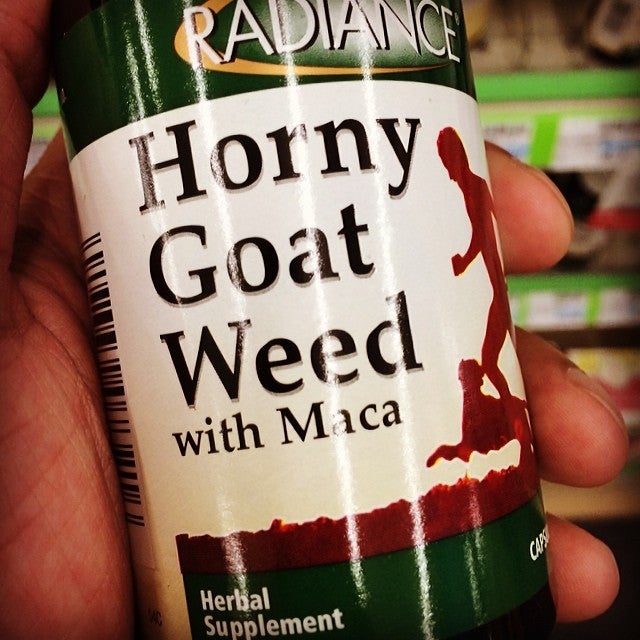 RADIANCE®
Horny
Goat
Weed
with Maca
Herbal
Supplement